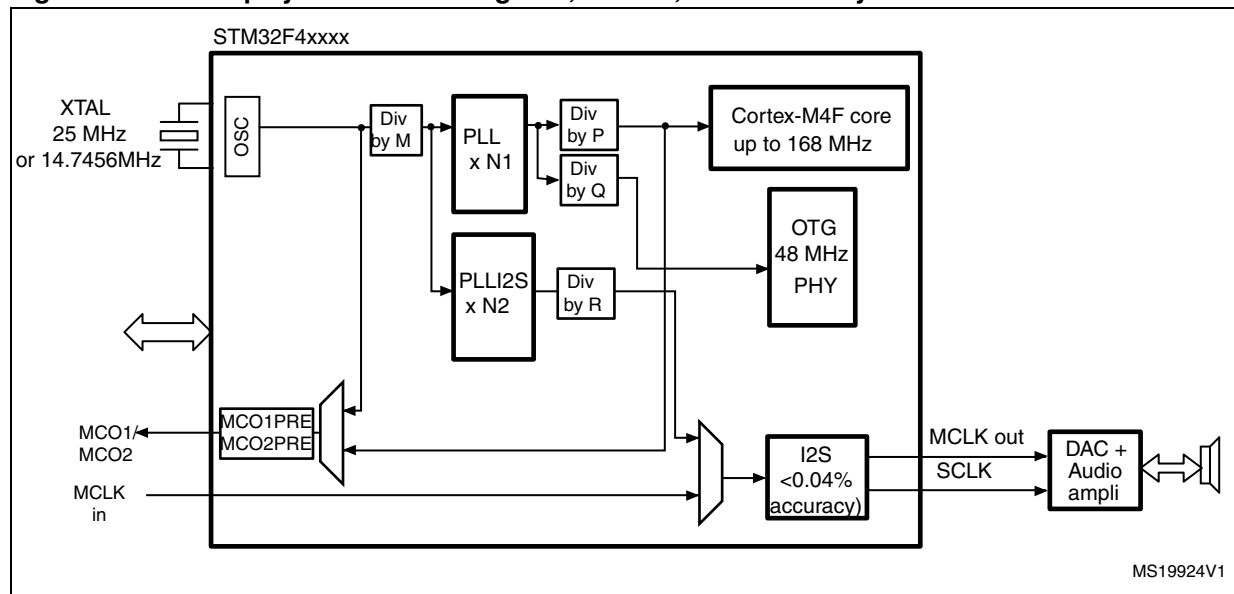 STM32F4xxxx
XTAL
25 MHz
or 14.7456MHz
OSC
Div
by M
PLL
x N1
Div
by P
Div
by Q
Cortex-M4F core
up to 168 MHz
OTG
48 MHz
PHY
PLLI2S
x N2
Div
by R
MCO1PRE
MCO2PRE
MCO1/
MCO2
MCLK
in
I2S
<0.04%
accuracy)
MCLK out
SCLK
DAC +
Audio
ampli
MS19924V1